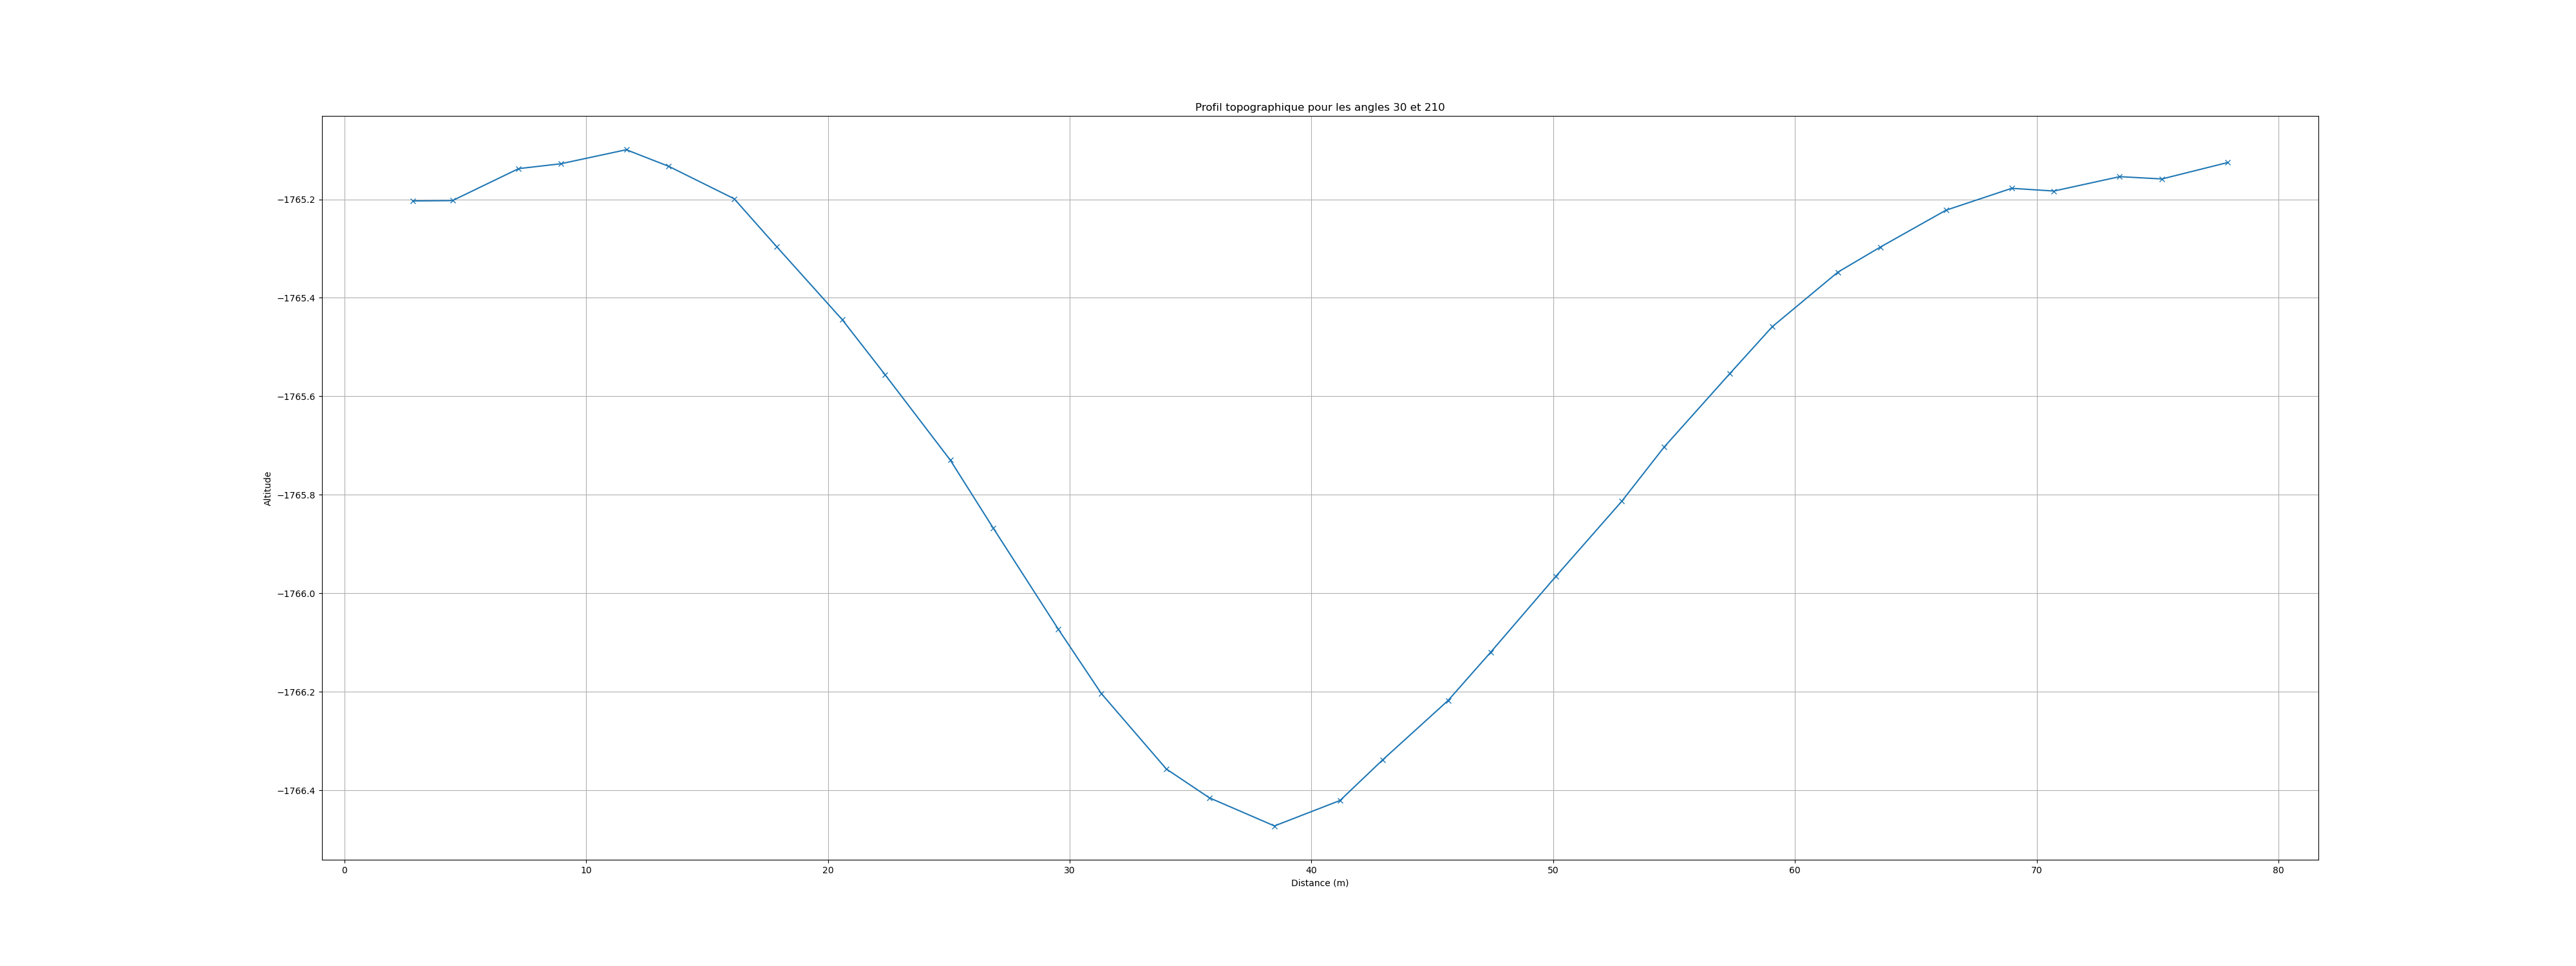 Profil topographique pour les angles 30 et 210
Altitude
−1765.2
−1765.4
−1765.6
−1765.8
−1766.0
−1766.2
−1766.4
0 10 20 30 40 50 60 70 80
Distance (m)